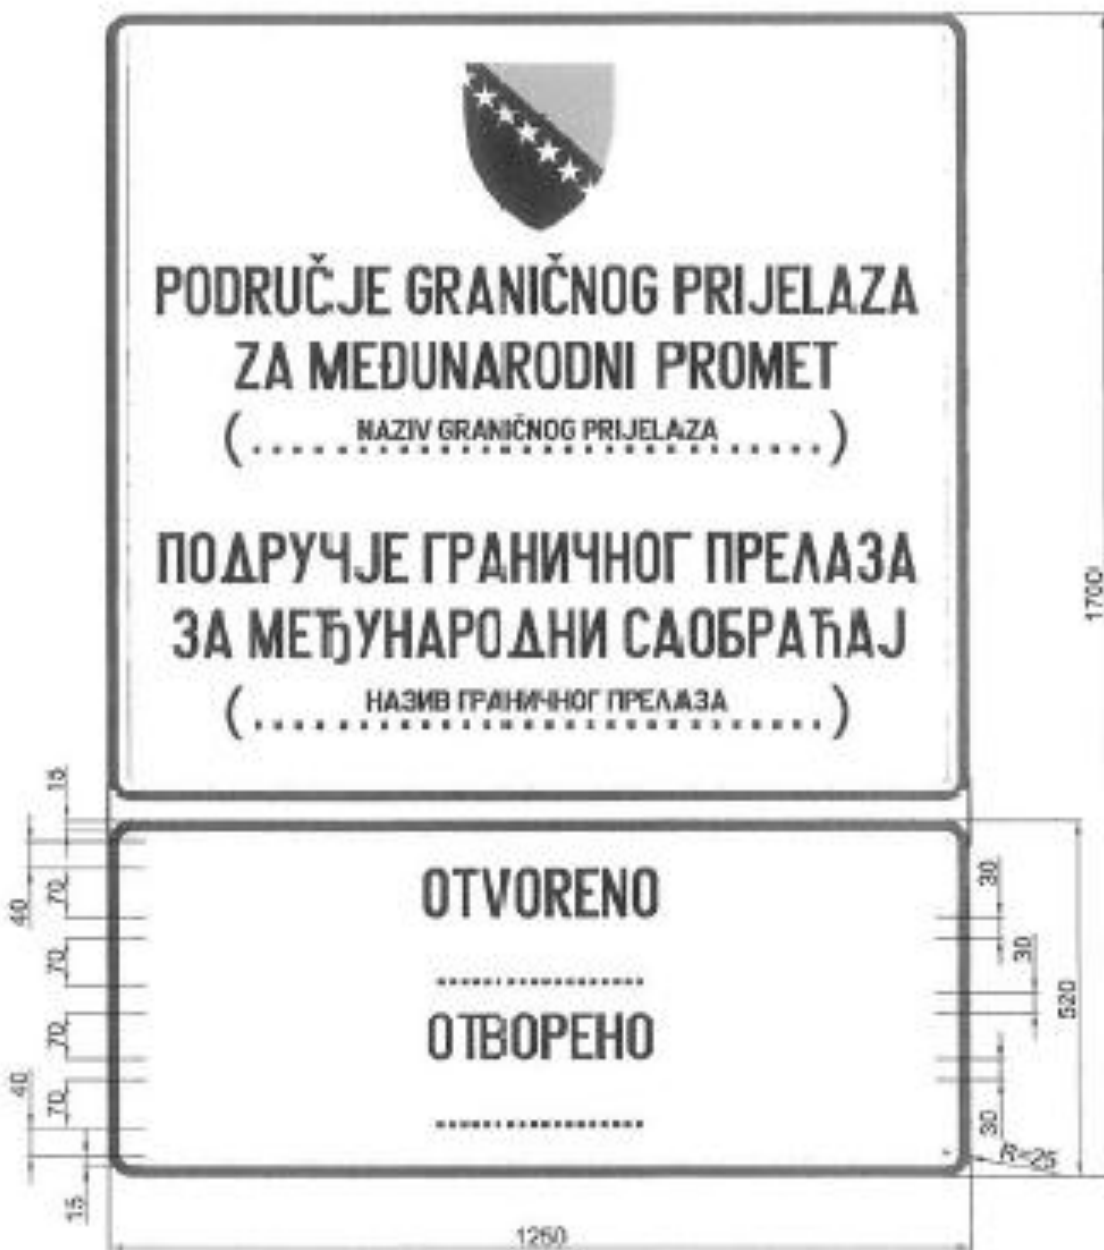 PODRUČJE GRANIČNOG PRIJELAZA
ZA MEĐUNARODNI PROMET
(..... NAZIV GRANIČNOG PRIJELAZA .....)
ПОДРУЧЈЕ ГРАНИЧНОГ ПРЕЛАЗА
ЗА МЕЂУНАРОДНИ САОБРАЋАЈ
(..... НАЗИВ ГРАНИЧНОГ ПРЕЛАЗА .....)
1700
15
40
70
70
70
70
40
15
OTVORENO
....................
ОТВОРЕНО
....................
30
30
30
520
R=25
1250